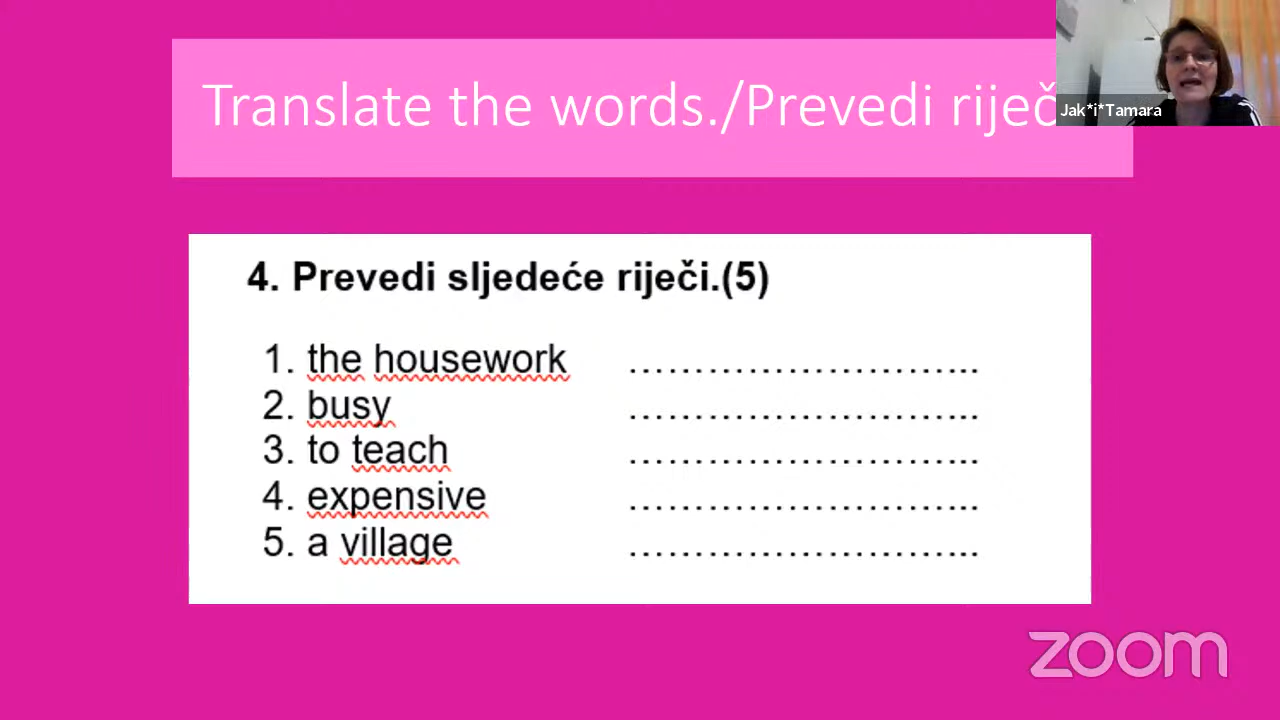 Translate the words./Prevedi riječ
Jak*i*Tamara
4. Prevedi sljedeće riječi.(5)
1. the housework ………………………...
2. busy ………………………...
3. to teach ………………………...
4. expensive ………………………...
5. a village ………………………...
zoom